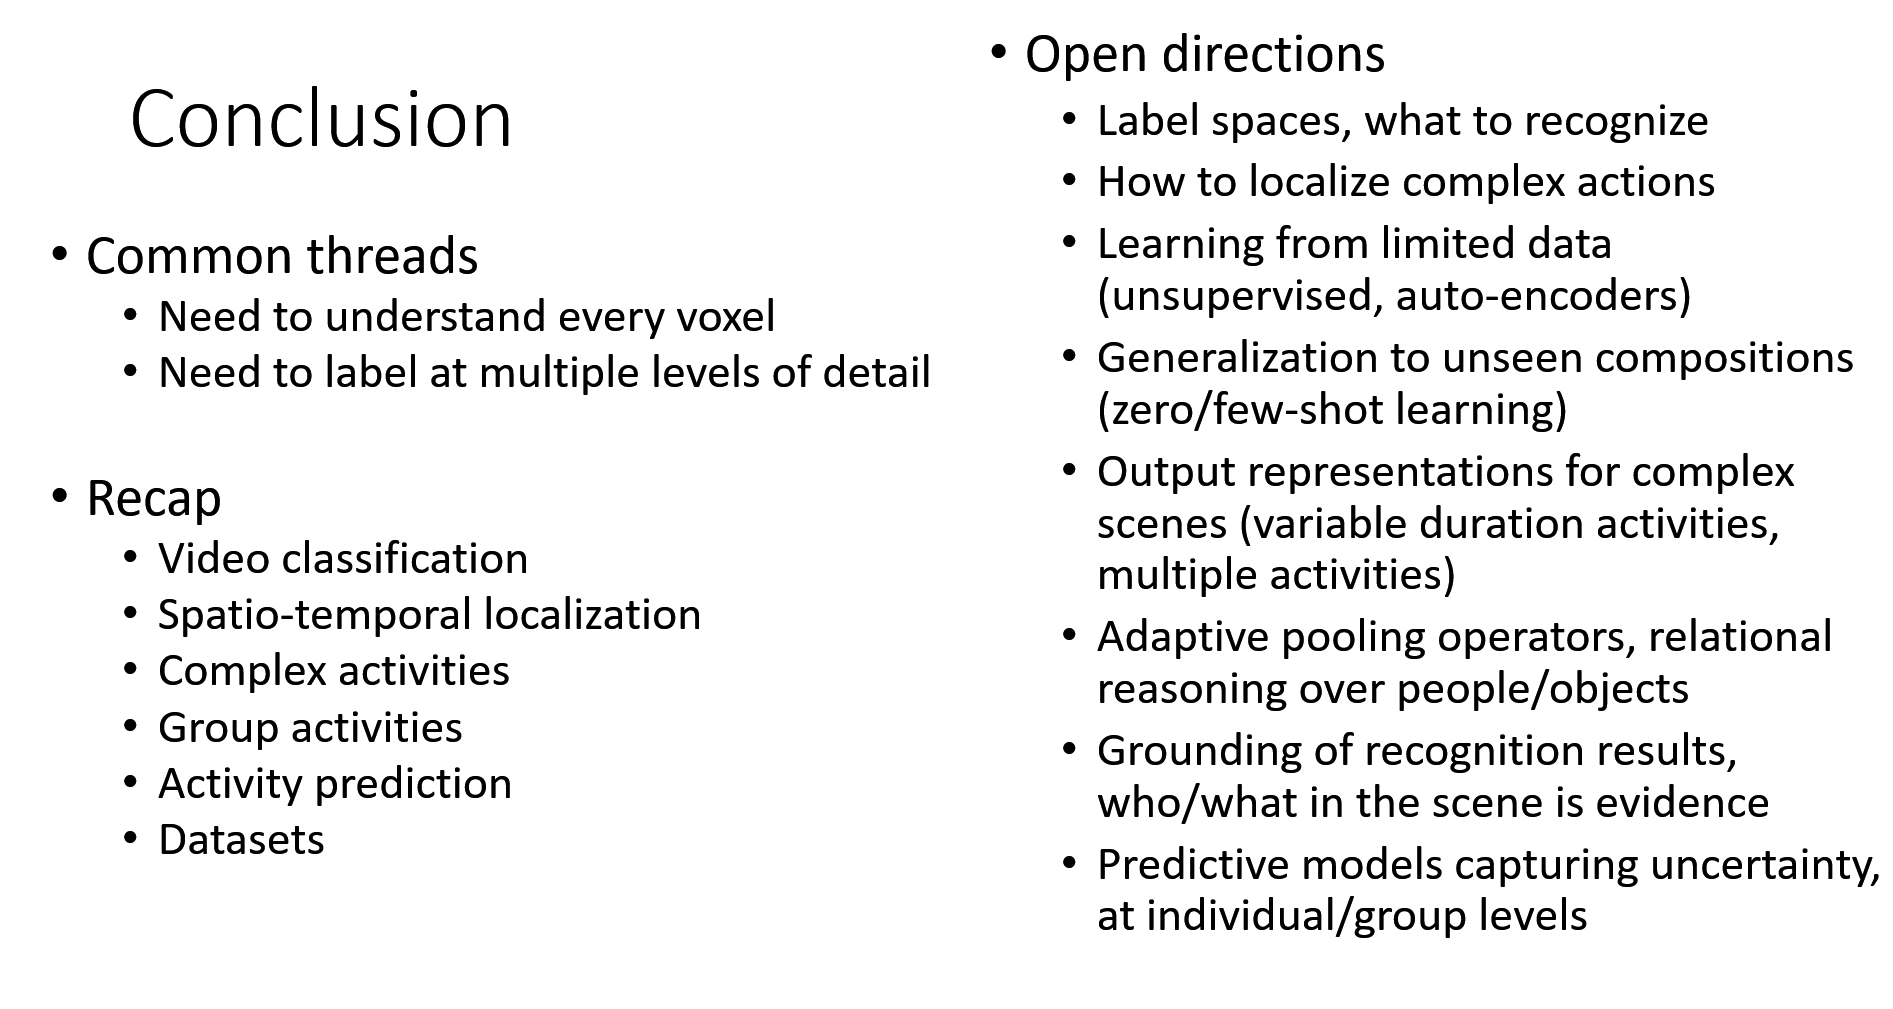 Conclusion
• Common threads
• Need to understand every voxel
• Need to label at multiple levels of detail
• Recap
• Video classification
• Spatio-temporal localization
• Complex activities
• Group activities
• Activity prediction
• Datasets
• Open directions
• Label spaces, what to recognize
• How to localize complex actions
• Learning from limited data
(unsupervised, auto-encoders)
• Generalization to unseen compositions
(zero/few-shot learning)
• Output representations for complex
scenes (variable duration activities,
multiple activities)
• Adaptive pooling operators, relational
reasoning over people/objects
• Grounding of recognition results,
who/what in the scene is evidence
• Predictive models capturing uncertainty,
at individual/group levels